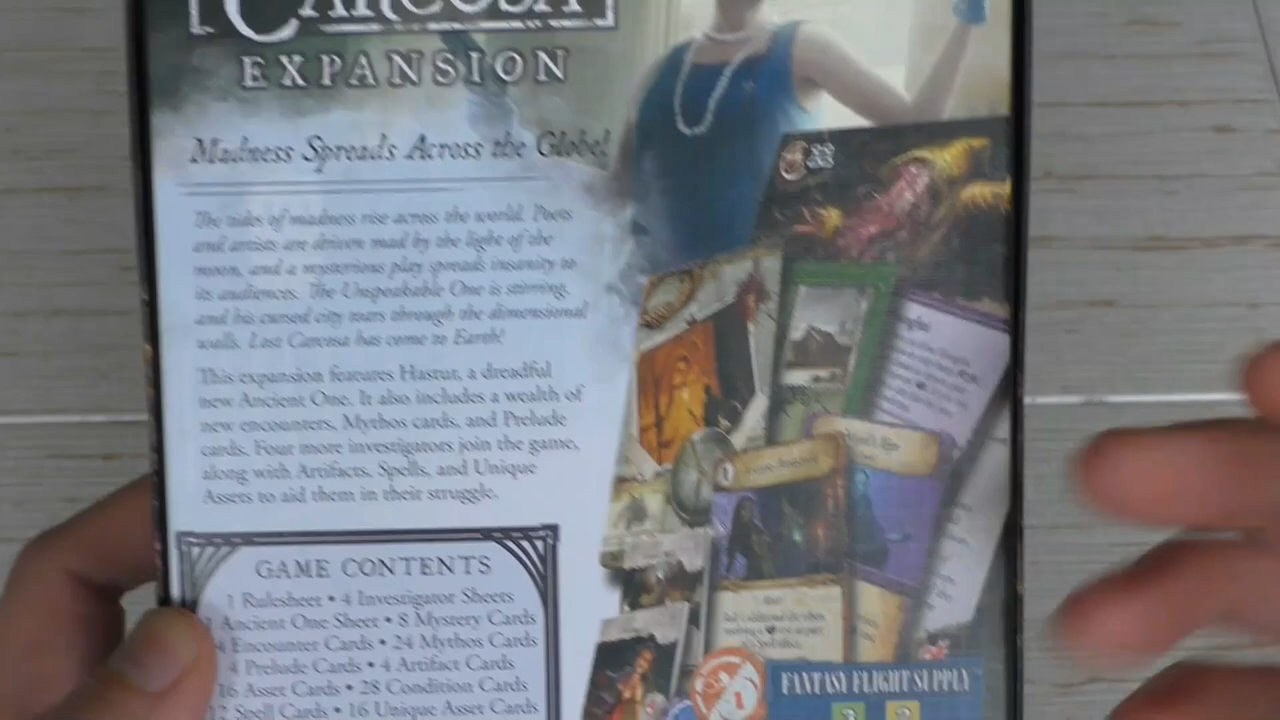 CARCOSA
EXPANSION
Madness Spreads Across the Globe!
The tides of madness rise across the world. Poets
and artists are driven mad by the light of the
moon, and a mysterious play spreads insanity to
its audiences. The Unspeakable One is stirring,
and his cursed city tears through the dimensional
walls. Lost Carcosa has come to Earth!
This expansion features Hastur, a dreadful
new Ancient One. It also includes a wealth of
new encounters, Mythos cards, and Prelude
cards. Four more investigators join the game,
along with Artifacts, Spells, and Unique
Assets to aid them in their struggle.
GAME CONTENTS
1 Rulesheet • 4 Investigator Sheets
Ancient One Sheet • 8 Mystery Cards
4 Encounter Cards • 24 Mythos Cards
4 Prelude Cards • 4 Artifact Cards
16 Asset Cards • 28 Condition Cards
Spell Cards • 16 Unique Asset Cards
FANTASY FLIGHT SUPPLY